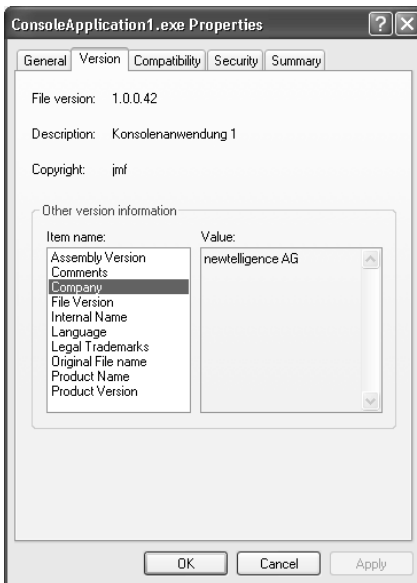 ConsoleApplication1.exe Properties
General Version Compatibility Security Summary
File version: 1.0.0.42
Description: Konsolenanwendung 1
Copyright: jmf
Other version information
Item name: Value:
Assembly Version newtelligence AG
Comments
Company
File Version
Internal Name
Language
Legal Trademarks
Original File name
Product Name
Product Version
OK Cancel Apply